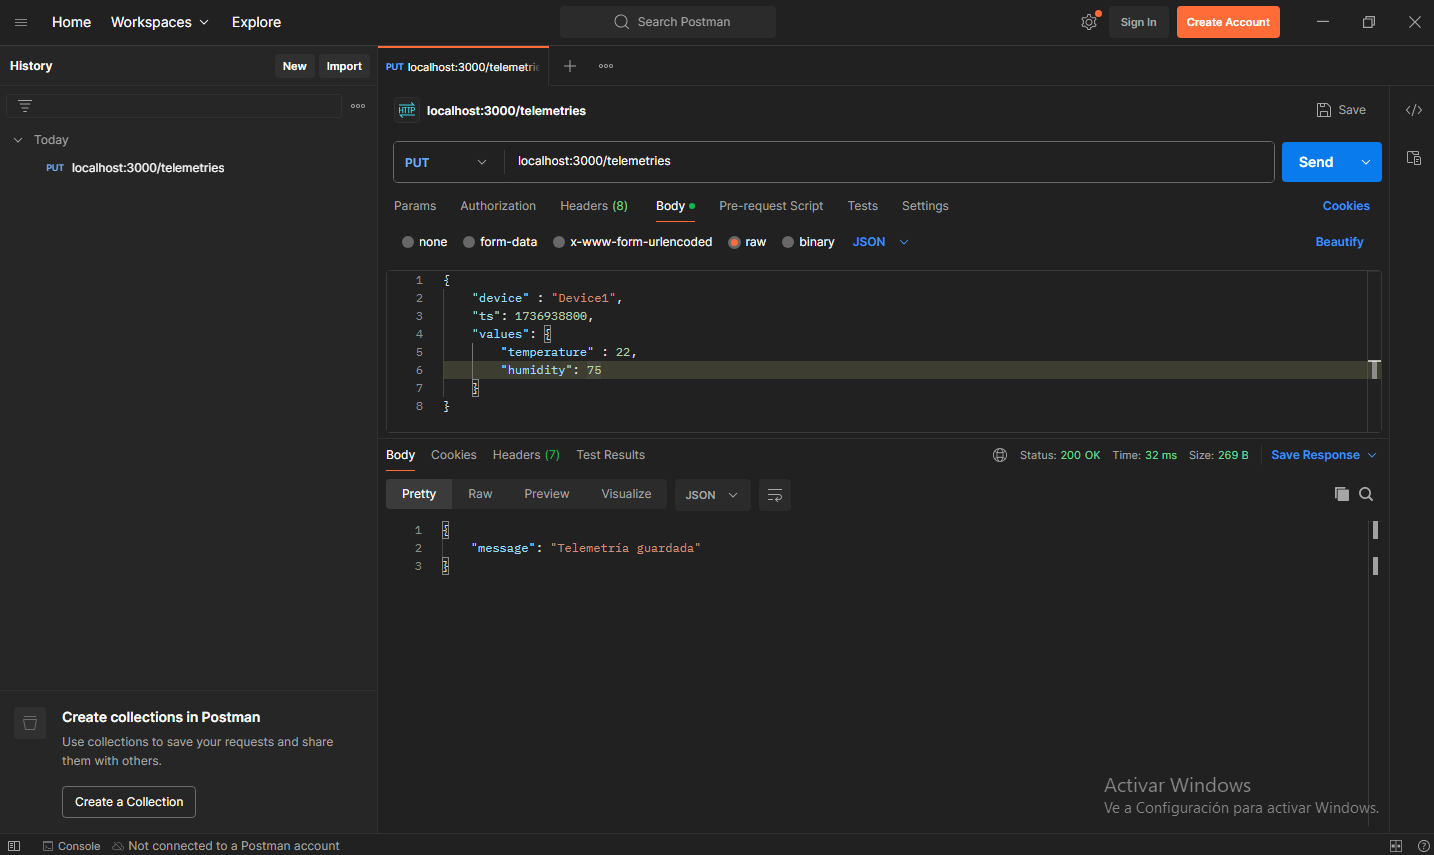 Home Workspaces Explore Search Postman Sign In Create Account
History New Import
PUT localhost:3000/telemetrie
HTTP localhost:3000/telemetries Save
Today
PUT localhost:3000/telemetries
PUT localhost:3000/telemetries Send
Params Authorization Headers (8) Body Pre-request Script Tests Settings Cookies
none form-data x-www-form-urlencoded raw binary JSON Beautify
1 {
2 "device" : "Device1",
3 "ts": 1736938800,
4 "values": {
5 "temperature" : 22,
6 "humidity": 75
7 }
8 }
Body Cookies Headers (7) Test Results Status: 200 OK Time: 32 ms Size: 269 B Save Response
Pretty Raw Preview Visualize JSON
1 {
2 "message": "Telemetría guardada"
3 }
Create collections in Postman
Use collections to save your requests and share
them with others.
Create a Collection
Activar Windows
Ve a Configuración para activar Windows.
Console Not connected to a Postman account